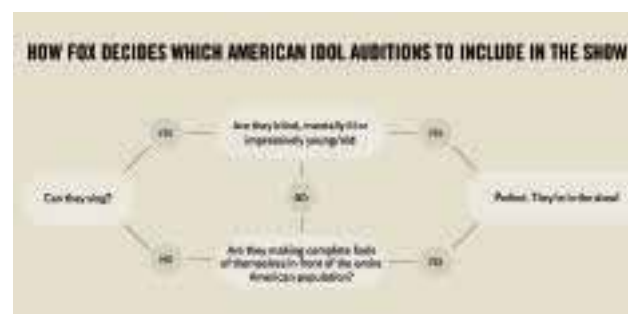 HOW FOX DECIDES WHICH AMERICAN IDOL AUDITIONS TO INCLUDE IN THE SHOW
YES
Are they blind, mentally ill or
impressively young/old
YES
Can they sing?
NO
Perfect. They're in the show!
NO
Are they making complete fools
of themselves in front of the entire
American population?
YES